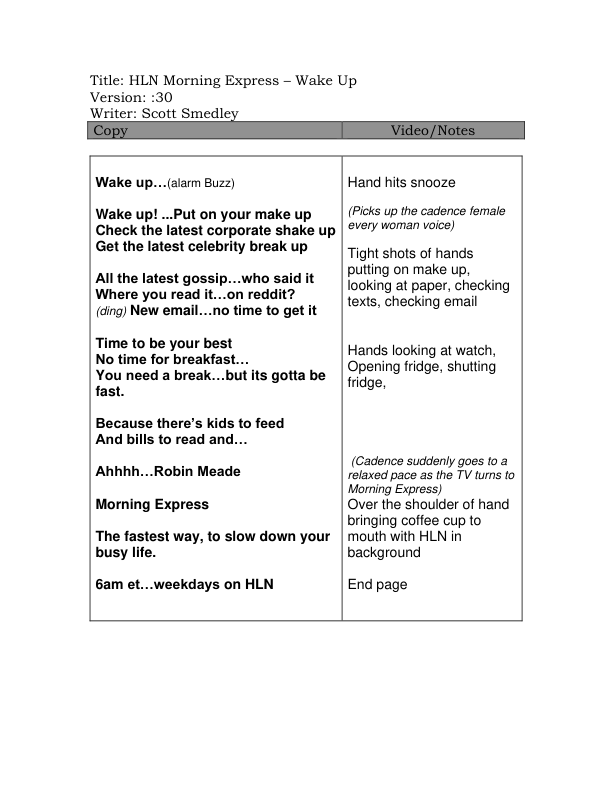 Title: HLN Morning Express – Wake Up
Version: :30
Writer: Scott Smedley
Copy
Video/Notes
Wake up…(alarm Buzz)
Wake up! ...Put on your make up
Check the latest corporate shake up
Get the latest celebrity break up
All the latest gossip…who said it
Where you read it…on reddit?
(ding) New email…no time to get it
Time to be your best
No time for breakfast…
You need a break…but its gotta be
fast.
Because there’s kids to feed
And bills to read and…
Ahhhh…Robin Meade
Morning Express
The fastest way, to slow down your
busy life.
6am et…weekdays on HLN
Hand hits snooze
(Picks up the cadence female
every woman voice)
Tight shots of hands
putting on make up,
looking at paper, checking
texts, checking email
Hands looking at watch,
Opening fridge, shutting
fridge,
(Cadence suddenly goes to a
relaxed pace as the TV turns to
Morning Express)
Over the shoulder of hand
bringing coffee cup to
mouth with HLN in
background
End page